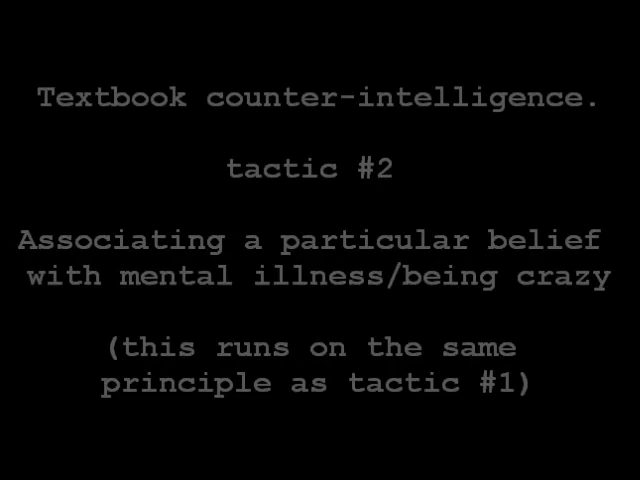 Textbook counter-intelligence.
tactic #2
Associating a particular belief
with mental illness/being crazy
(this runs on the same
principle as tactic #1)